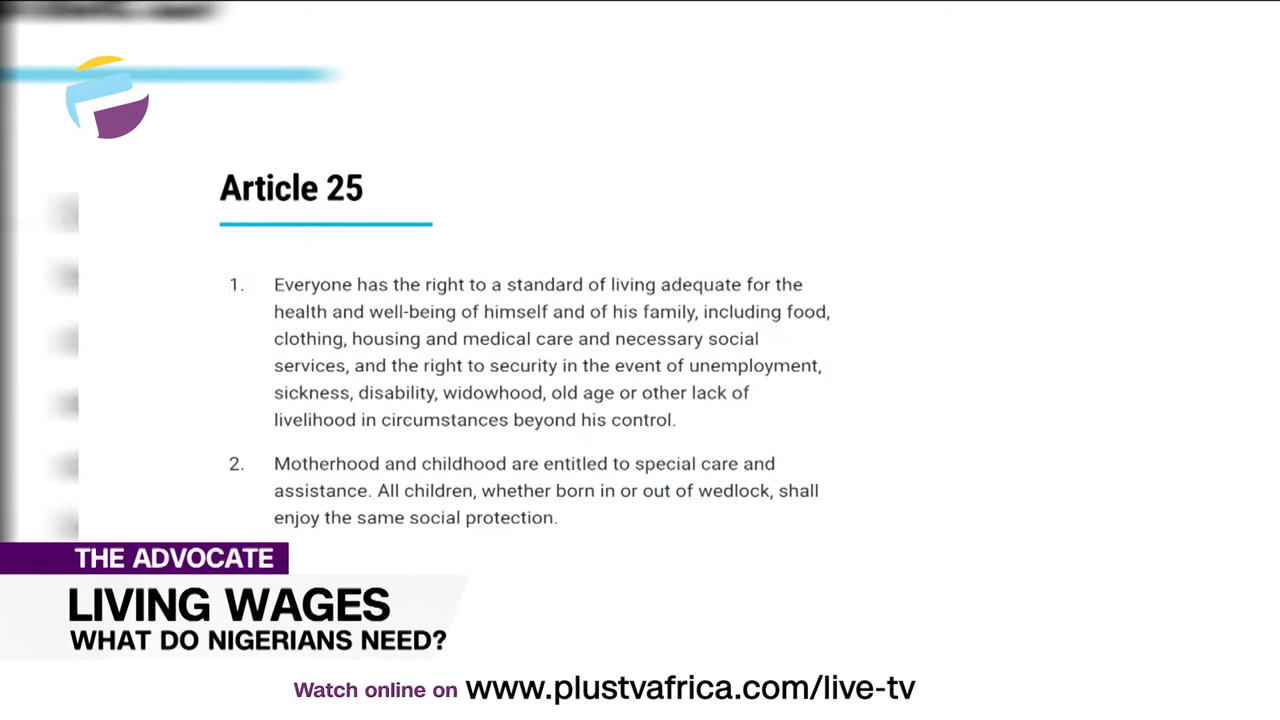 Article 25
1. Everyone has the right to a standard of living adequate for the
health and well-being of himself and of his family, including food,
clothing, housing and medical care and necessary social
services, and the right to security in the event of unemployment,
sickness, disability, widowhood, old age or other lack of
livelihood in circumstances beyond his control.
2. Motherhood and childhood are entitled to special care and
assistance. All children, whether born in or out of wedlock, shall
enjoy the same social protection.
THE ADVOCATE
LIVING WAGES
WHAT DO NIGERIANS NEED?
Watch online on www.plustvafrica.com/live-tv